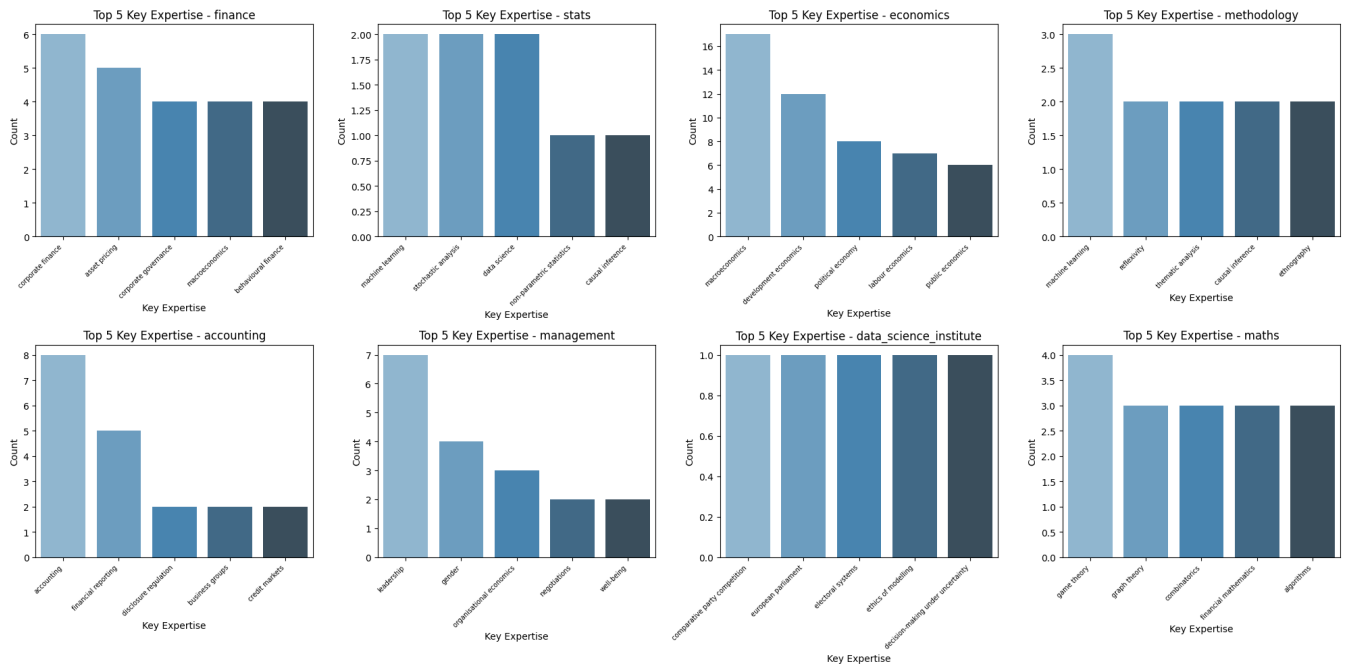 Top 5 Key Expertise - finance
Count
6
5
4
3
2
1
0
corporate finance
asset pricing
corporate governance
macroeconomics
behavioural finance
Key Expertise
Top 5 Key Expertise - stats
Count
2.00
1.75
1.50
1.25
1.00
0.75
0.50
0.25
0.00
machine learning
stochastic analysis
data science
non-parametric statistics
causal inference
Key Expertise
Top 5 Key Expertise - economics
Count
16
14
12
10
8
6
4
2
0
macroeconomics
development economics
political economy
labour economics
public economics
Key Expertise
Top 5 Key Expertise - methodology
Count
3.0
2.5
2.0
1.5
1.0
0.5
0.0
machine learning
reflexivity
thematic analysis
causal inference
ethnography
Key Expertise
Top 5 Key Expertise - accounting
Count
8
7
6
5
4
3
2
1
0
accounting
financial reporting
disclosure regulation
business groups
credit markets
Key Expertise
Top 5 Key Expertise - management
Count
7
6
5
4
3
2
1
0
leadership
gender
organisational economics
negotiations
well-being
Key Expertise
Top 5 Key Expertise - data_science_institute
Count
1.0
0.8
0.6
0.4
0.2
0.0
comparative party competition
european parliament
electoral systems
ethics of modelling
decision-making under uncertainty
Key Expertise
Top 5 Key Expertise - maths
Count
4.0
3.5
3.0
2.5
2.0
1.5
1.0
0.5
0.0
game theory
graph theory
combinatorics
financial mathematics
algorithms
Key Expertise